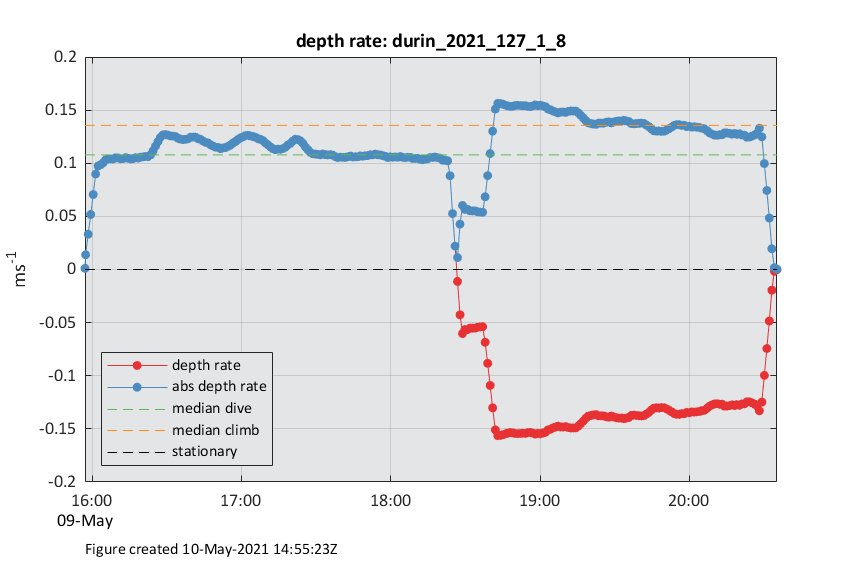 depth rate: durin_2021_127_1_8
0.2
0.15
0.1
0.05
0
-0.05
-0.1
-0.15
-0.2
ms-1
depth rate
abs depth rate
median dive
median climb
stationary
16:00 17:00 18:00 19:00 20:00
09-May
Figure created 10-May-2021 14:55:23Z